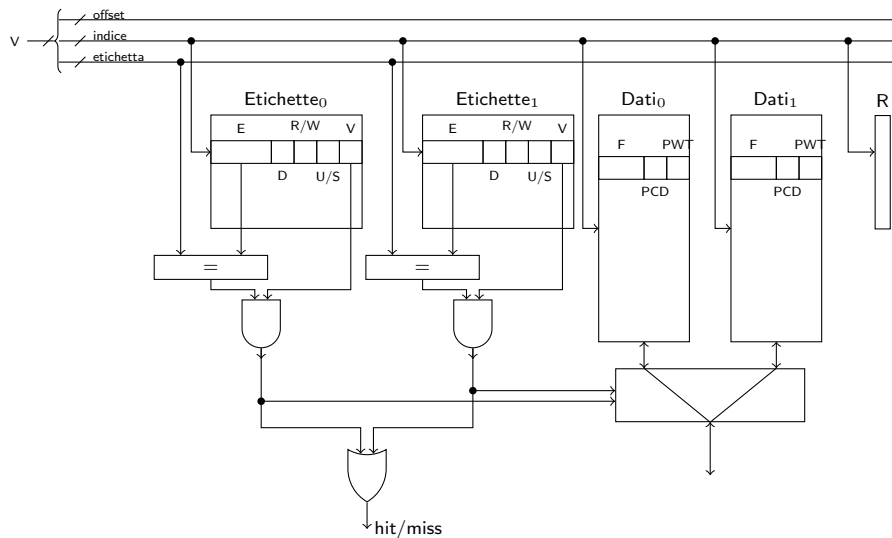 offset
V indice
etichetta
Etichette0 Etichette1 Dati0 Dati1 R
E R/W V E R/W V F PWT F PWT
D U/S D U/S PCD PCD
= =
hit/miss